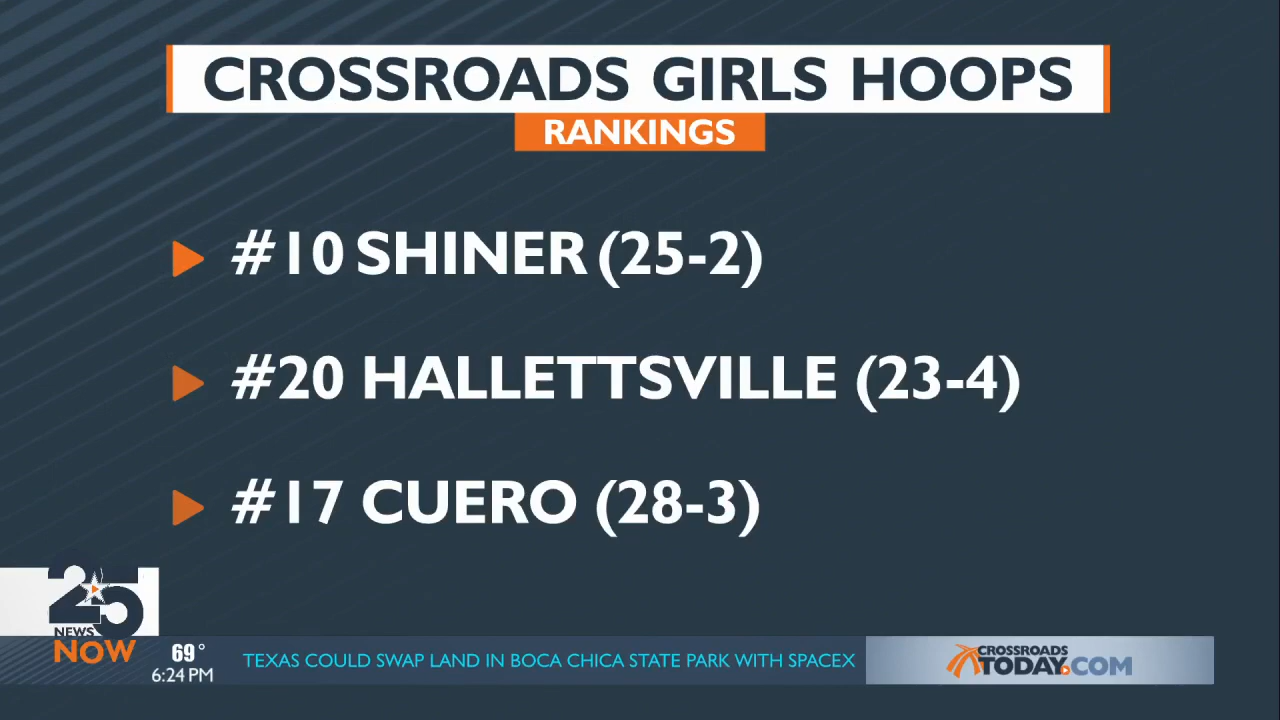 CROSSROADS GIRLS HOOPS
RANKINGS
#10 SHINER (25-2)
#20 HALLETTSVILLE (23-4)
#17 CUERO (28-3)
25
NEWS
NOW
69°
6:24 PM
TEXAS COULD SWAP LAND IN BOCA CHICA STATE PARK WITH SPACEX
CROSSROADS
TODAY.COM